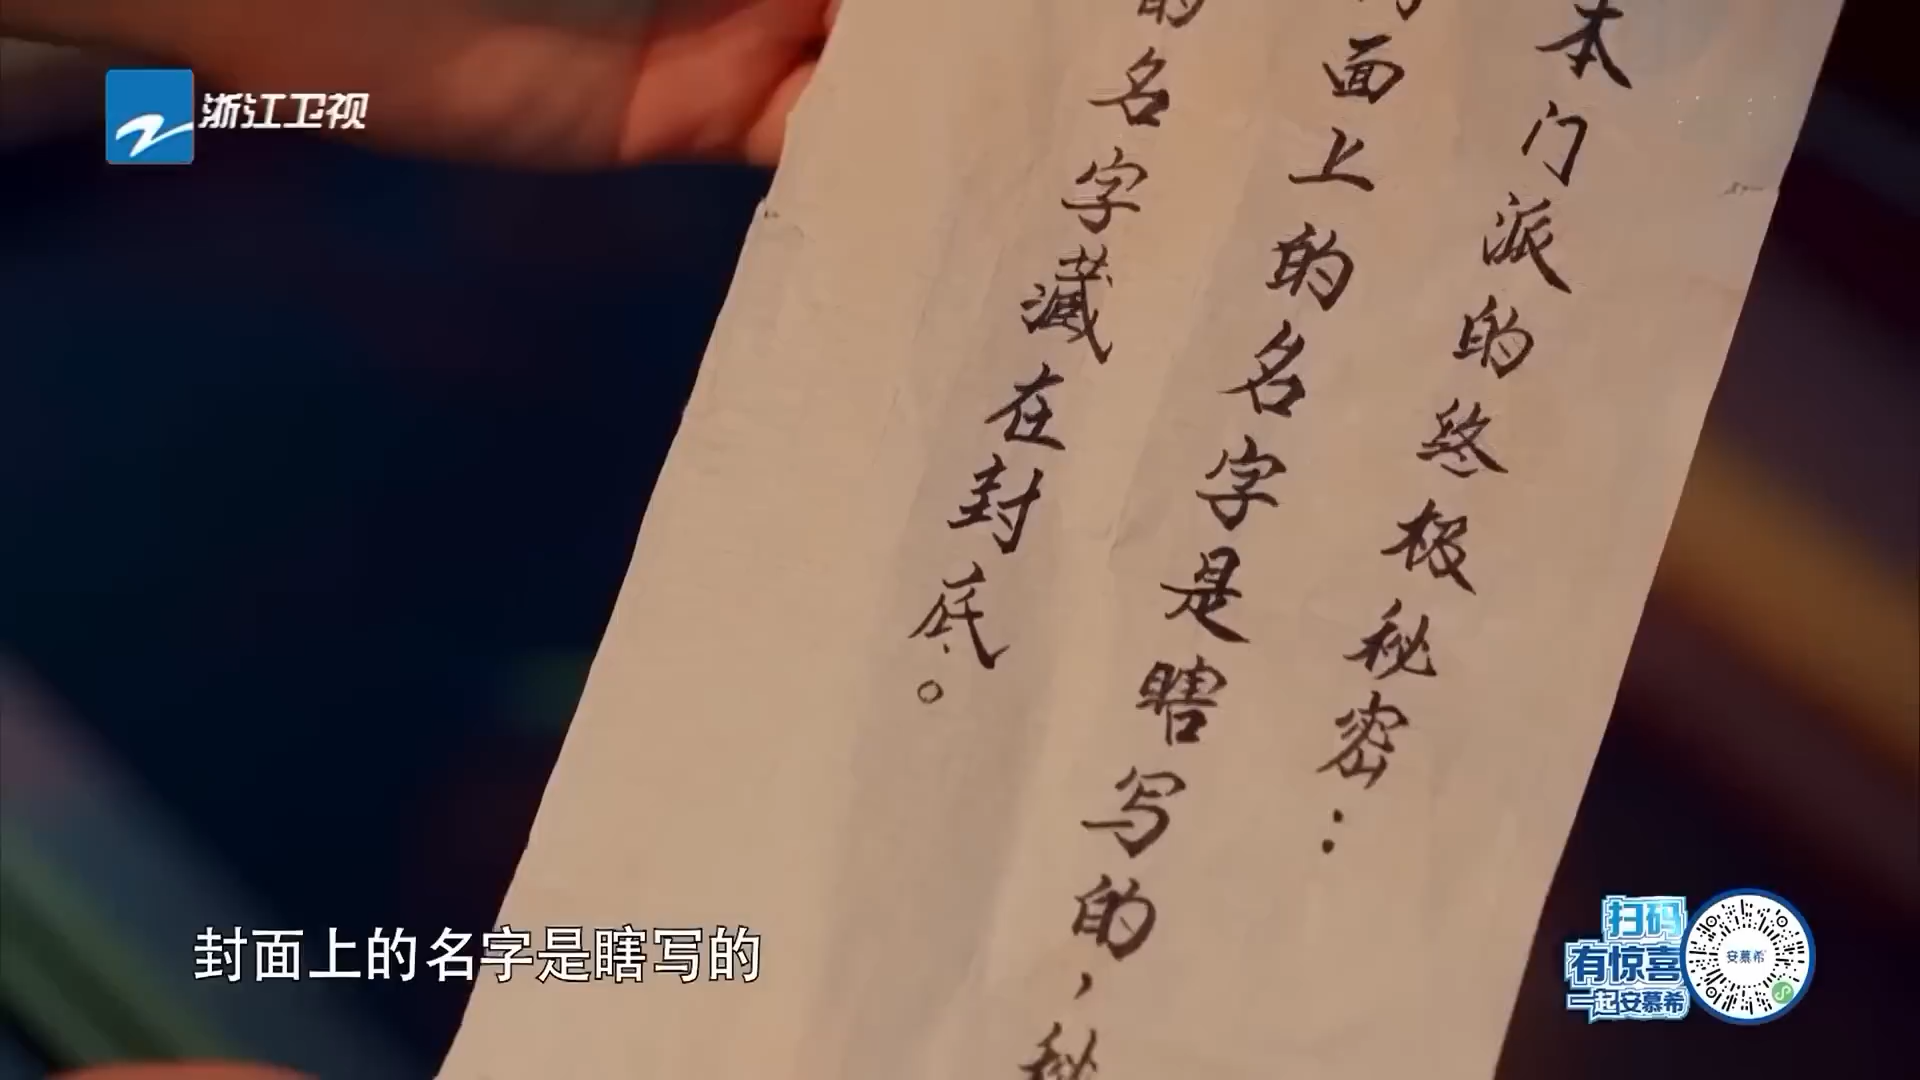 浙江卫视
本门派的终极秘密：
面上的名字是瞎写的，秘
的名字藏在封底。
封面上的名字是瞎写的
扫码
有惊喜
一起安慕希
安慕希